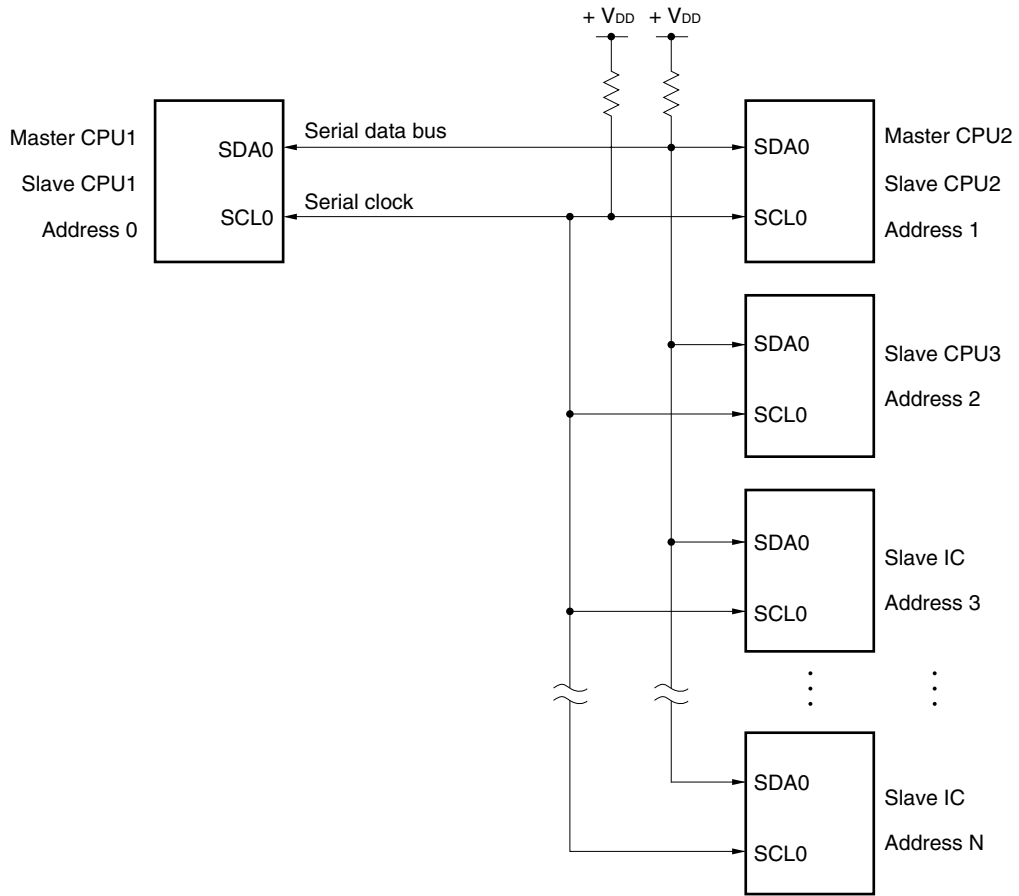 + VDD
+ VDD
Master CPU1
Slave CPU1
Address 0
SDA0
SCL0
Serial data bus
Serial clock
SDA0
SCL0
Master CPU2
Slave CPU2
Address 1
SDA0
SCL0
Slave CPU3
Address 2
SDA0
SCL0
Slave IC
Address 3
SDA0
SCL0
Slave IC
Address N